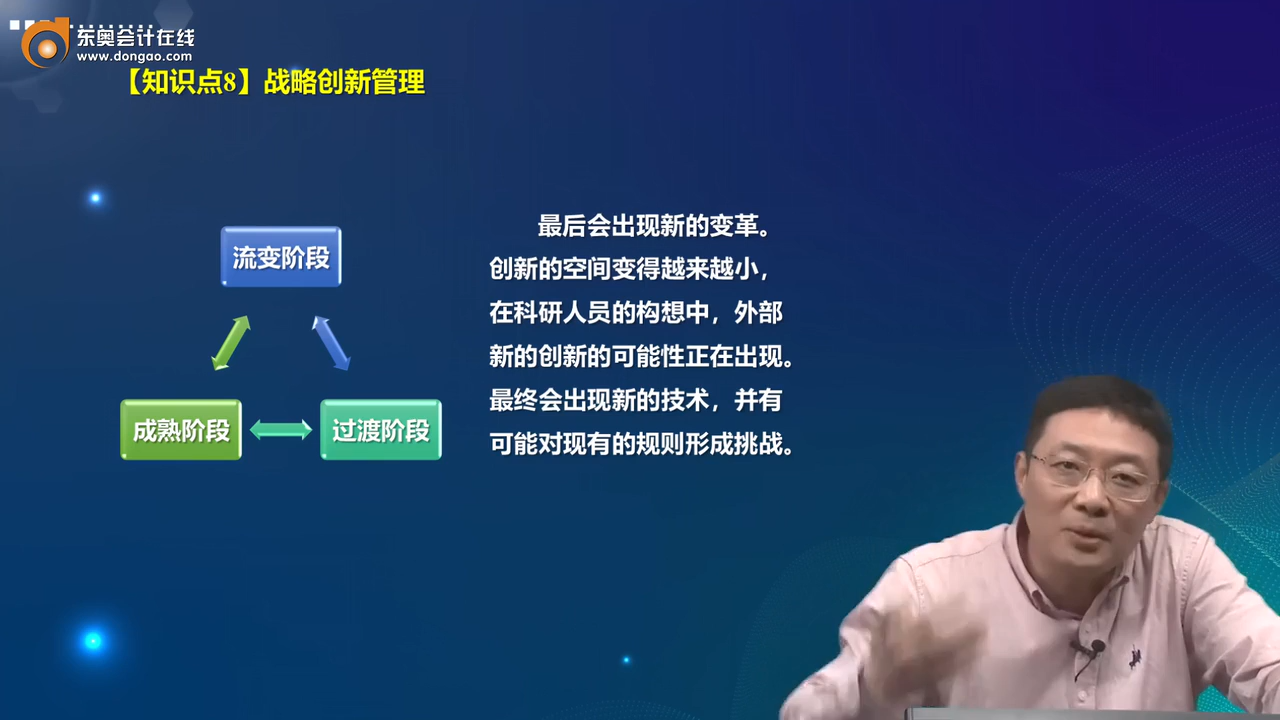 东奥会计在线
www.dongao.com
【知识点8】战略创新管理
流变阶段
成熟阶段
过渡阶段
最后会出现新的变革。
创新的空间变得越来越小，
在科研人员的构想中，外部
新的创新的可能性正在出现。
最终会出现新的技术，并有
可能对现有的规则形成挑战。